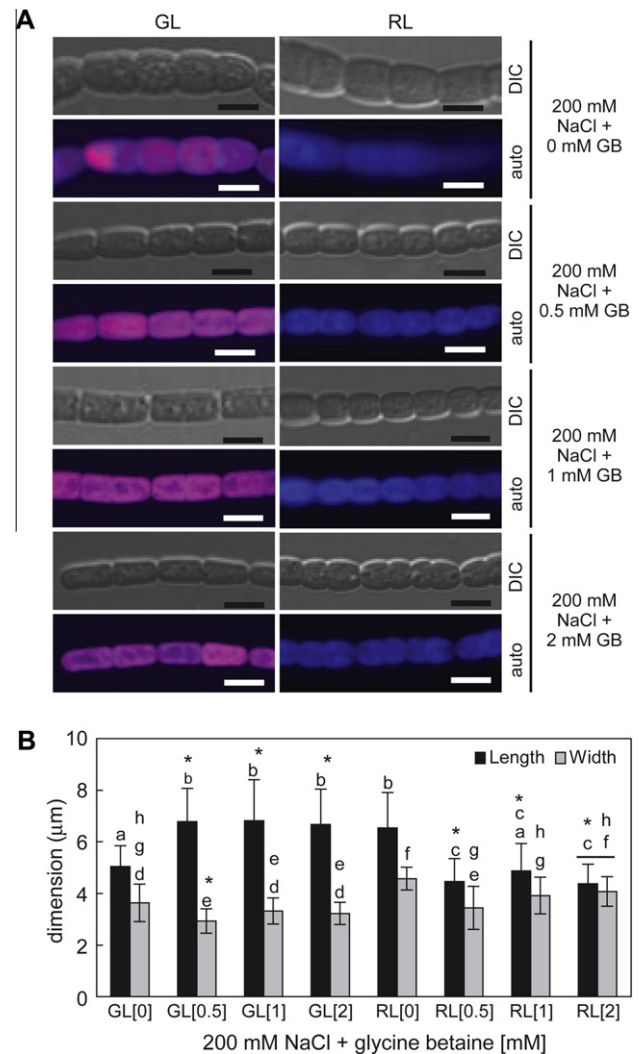 A
GL RL
DIC
auto
200 mM
NaCl +
0 mM GB
DIC
auto
200 mM
NaCl +
0.5 mM GB
DIC
auto
200 mM
NaCl +
1 mM GB
DIC
auto
200 mM
NaCl +
2 mM GB
B
dimension (μm)
10
8
6
4
2
0
Length Width
a
h
g
d
*
b
*
e
*
b
e
d
*
b
e
d
b
f
*
c
g
e
*
c
a
h
g
*
c
h
f
GL[0] GL[0.5] GL[1] GL[2] RL[0] RL[0.5] RL[1] RL[2]
200 mM NaCl + glycine betaine [mM]